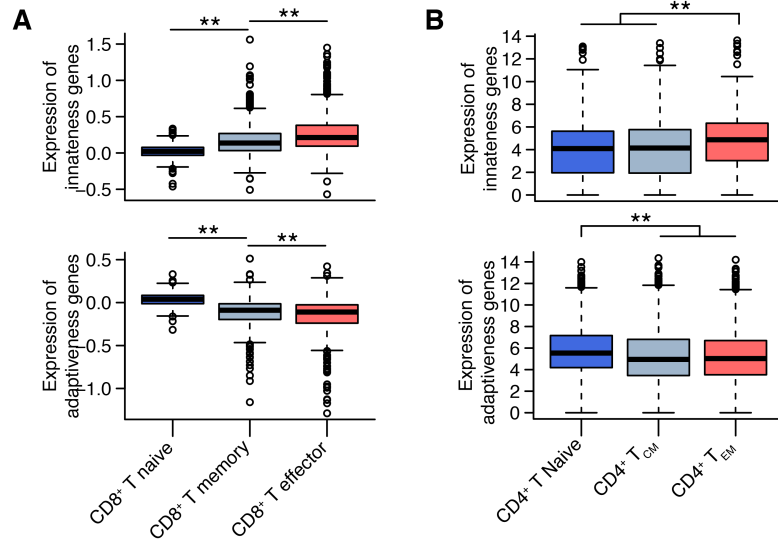 A
**
**
Expression of
innateness genes
1.5
1.0
0.5
0.0
−0.5
**
**
Expression of
adaptiveness genes
0.5
0.0
−0.5
−1.0
CD8+ T naive
CD8+ T memory
CD8+ T effector
B
**
Expression of
innateness genes
14
12
10
8
6
4
2
0
**
Expression of
adaptiveness genes
14
12
10
8
6
4
2
0
CD4+ T Naive
CD4+ T CM
CD4+ T EM